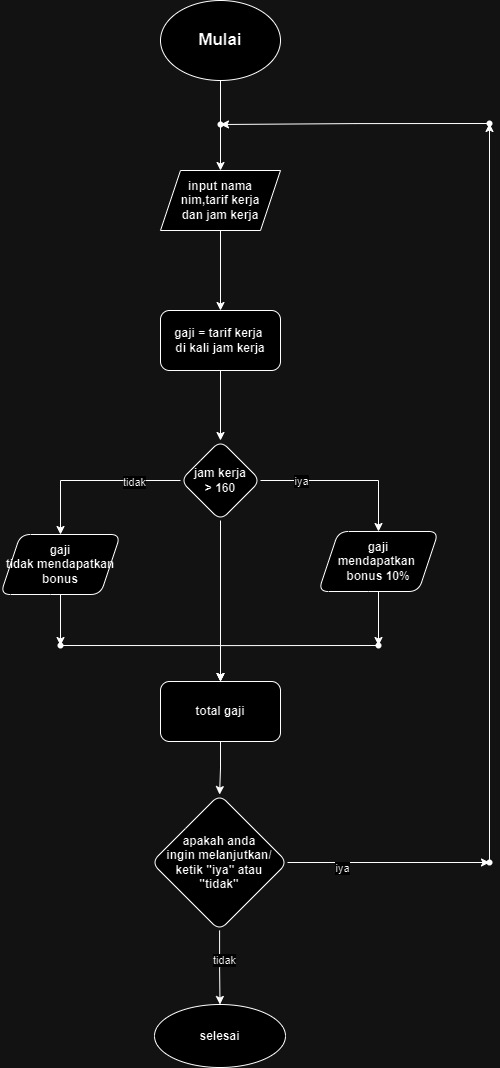 Mulai
input nama
nim,tarif kerja
dan jam kerja
gaji = tarif kerja
di kali jam kerja
jam kerja
> 160
tidak
iya
gaji
tidak mendapatkan
bonus
gaji
mendapatkan
bonus 10%
total gaji
apakah anda
ingin melanjutkan/
ketik "iya" atau
"tidak"
iya
tidak
selesai